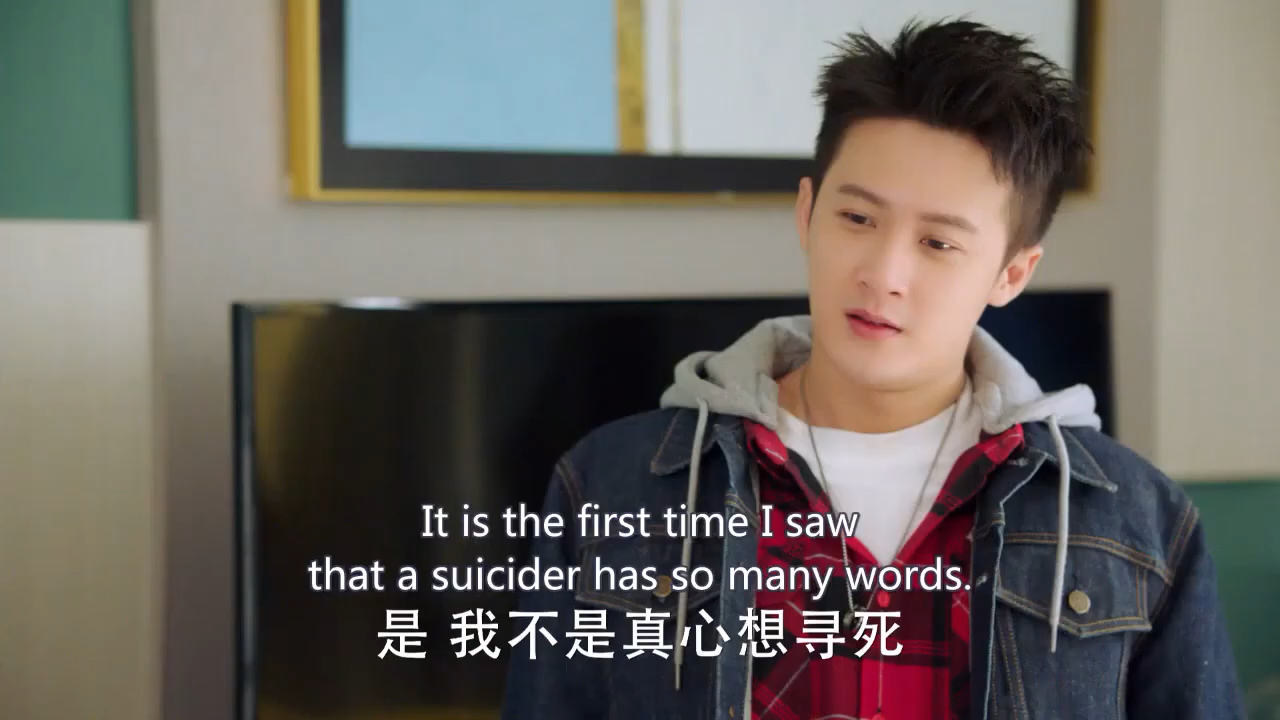 It is the first time I saw
that a suicider has so many words.
是 我不是真心想寻死